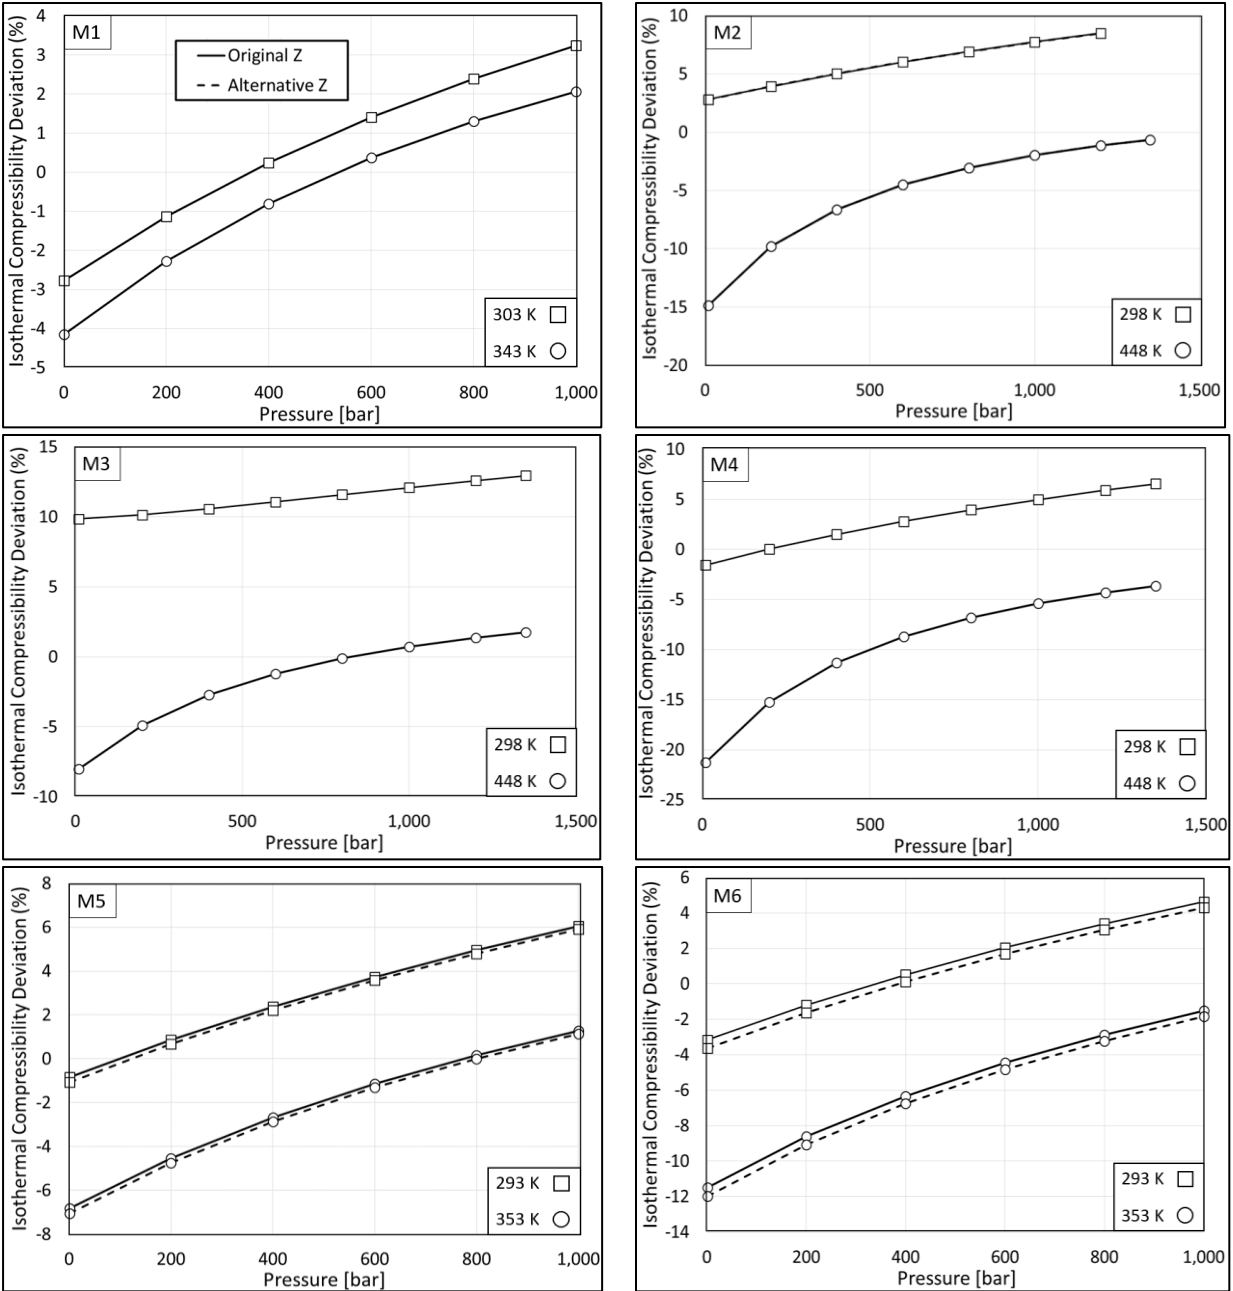 M1
Original Z
Alternative Z
Isothermal Compressibility Deviation (%)
4
3
2
1
0
-1
-2
-3
-4
-5
303 K
343 K
0 200 400 600 800 1,000
Pressure [bar]
M2
Isothermal Compressibility Deviation (%)
10
5
0
-5
-10
-15
-20
298 K
448 K
0 500 1,000 1,500
Pressure [bar]
M3
Isothermal Compressibility Deviation (%)
15
10
5
0
-5
-10
298 K
448 K
0 500 1,000 1,500
Pressure [bar]
M4
Isothermal Compressibility Deviation (%)
10
5
0
-5
-10
-15
-20
-25
298 K
448 K
0 500 1,000 1,500
Pressure [bar]
M5
Isothermal Compressibility Deviation (%)
8
6
4
2
0
-2
-4
-6
-8
293 K
353 K
0 200 400 600 800 1,000
Pressure [bar]
M6
Isothermal Compressibility Deviation (%)
6
4
2
0
-2
-4
-6
-8
-10
-12
-14
293 K
353 K
0 200 400 600 800 1,000
Pressure [bar]